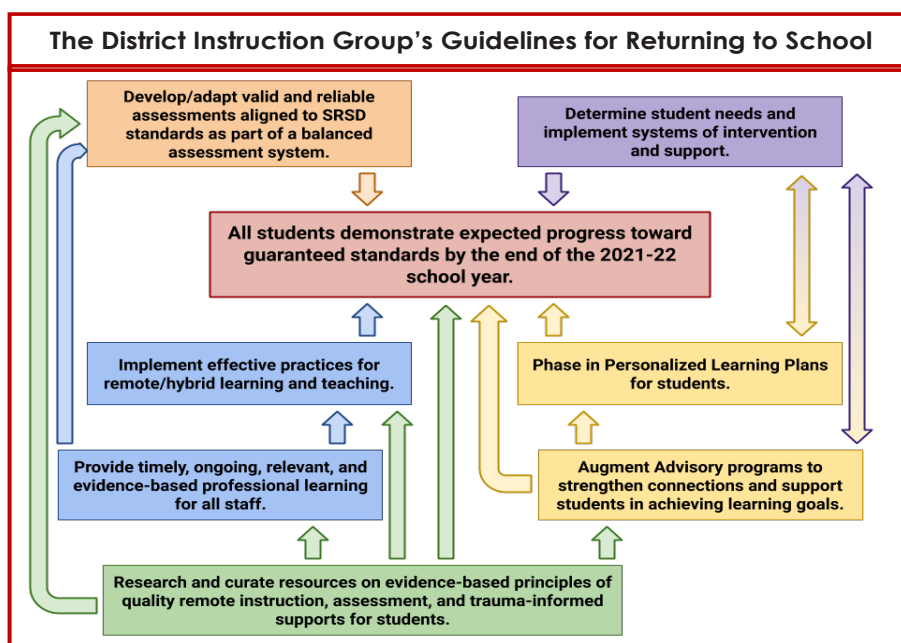 The District Instruction Group's Guidelines for Returning to School
Develop/adapt valid and reliable
assessments aligned to SRSD
standards as part of a balanced
assessment system.
Determine student needs and
implement systems of intervention
and support.
All students demonstrate expected progress toward
guaranteed standards by the end of the 2021-22
school year.
Implement effective practices for
remote/hybrid learning and teaching.
Phase in Personalized Learning Plans
for students.
Provide timely, ongoing, relevant, and
evidence-based professional learning
for all staff.
Augment Advisory programs to
strengthen connections and support
students in achieving learning goals.
Research and curate resources on evidence-based principles of
quality remote instruction, assessment, and trauma-informed
supports for students.